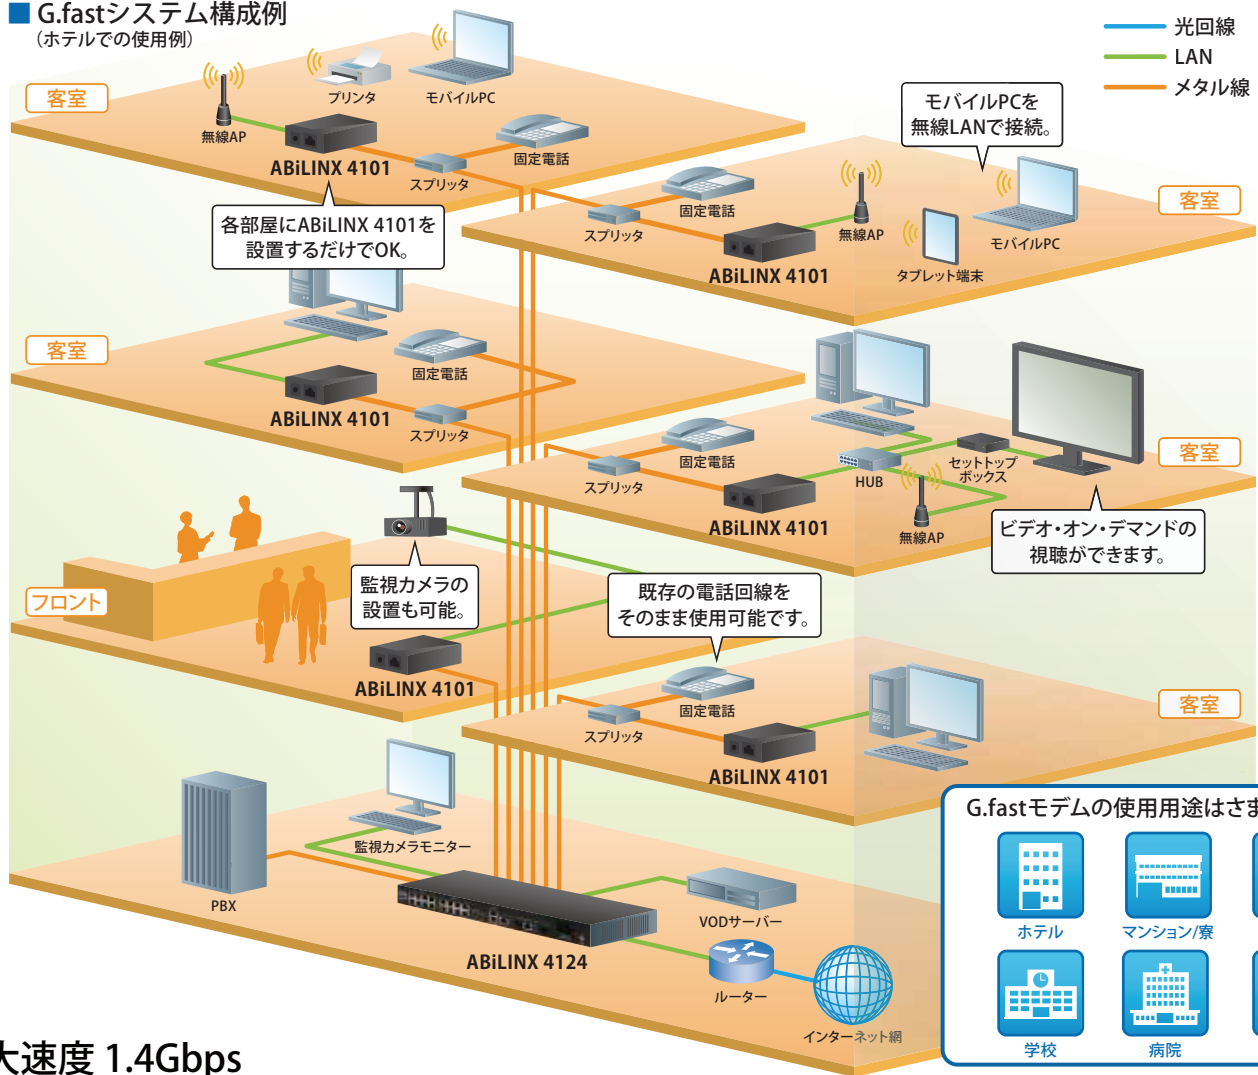 ■ G.fastシステム構成例
（ホテルでの使用例）
光回線
LAN
メタル線
客室
無線AP
プリンタ
モバイルPC
ABiLINX 4101
スプリッタ
固定電話
各部屋にABiLINX 4101を
設置するだけでOK。
モバイルPCを
無線LANで接続。
客室
固定電話
スプリッタ
ABiLINX 4101
無線AP
タブレット端末
モバイルPC
客室
固定電話
ABiLINX 4101
スプリッタ
客室
固定電話
スプリッタ
ABiLINX 4101
HUB
無線AP
セットトップ
ボックス
ビデオ・オン・デマンドの
視聴ができます。
フロント
監視カメラの
設置も可能。
ABiLINX 4101
既存の電話回線を
そのまま使用可能です。
客室
固定電話
スプリッタ
ABiLINX 4101
PBX
監視カメラモニター
ABiLINX 4124
VODサーバー
ルーター
インターネット網
G.fastモデムの使用用途はさま
ホテル
マンション/寮
学校
病院
大速度 1.4Gbps